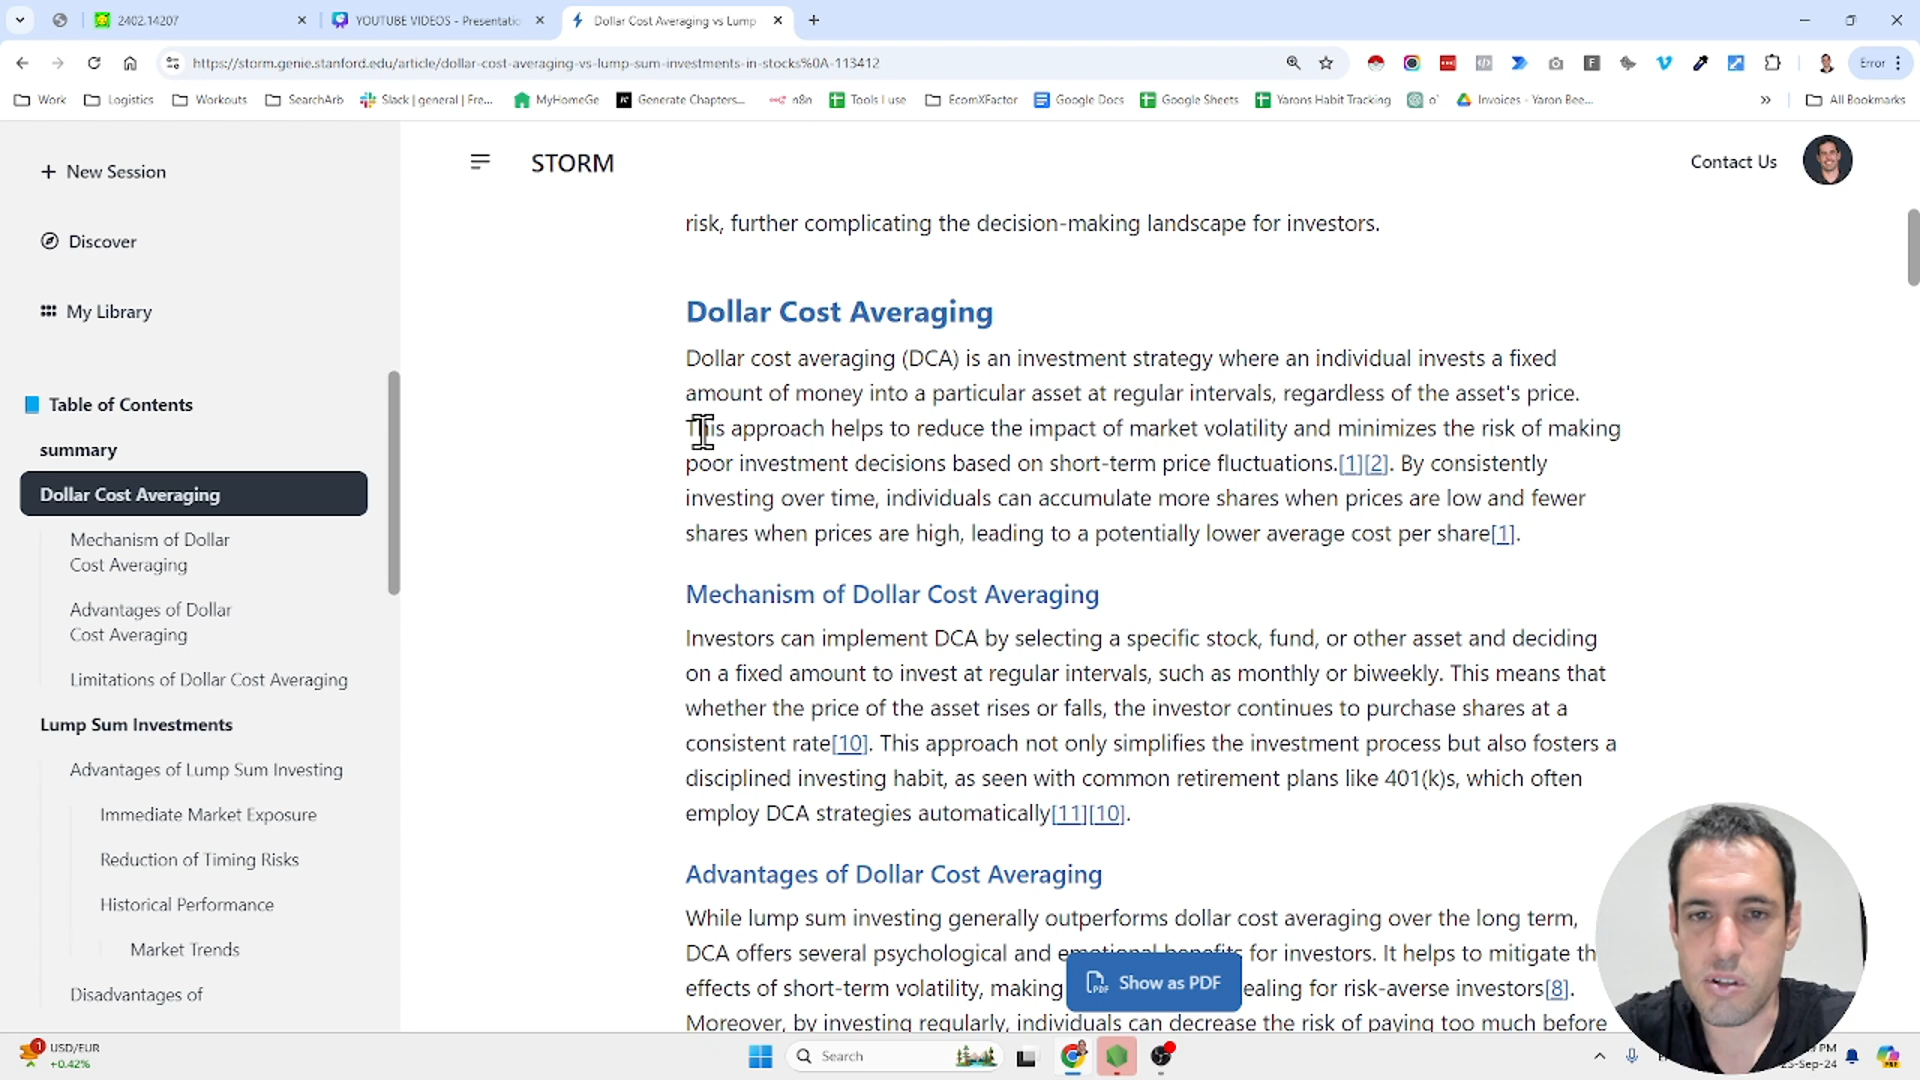 2402.14207
YOUTUBE VIDEOS - Presentatio
Dollar Cost Averaging vs Lump
https://storm.genie.stanford.edu/article/dollar-cost-averaging-vs-lump-sum-investments-in-stocks%0A-113412
Error
Work
Logistics
Workouts
SearchArb
Slack | general | Fre...
MyHomeGe
Generate Chapters...
n8n
Tools I use
EcomXFactor
Google Docs
Google Sheets
Yarons Habit Tracking
Invoices - Yaron Bee...
All Bookmarks
New Session
Discover
My Library
Table of Contents
summary
Dollar Cost Averaging
Mechanism of Dollar
Cost Averaging
Advantages of Dollar
Cost Averaging
Limitations of Dollar Cost Averaging
Lump Sum Investments
Advantages of Lump Sum Investing
Immediate Market Exposure
Reduction of Timing Risks
Historical Performance
Market Trends
Disadvantages of
STORM
Contact Us
risk, further complicating the decision-making landscape for investors.
Dollar Cost Averaging
Dollar cost averaging (DCA) is an investment strategy where an individual invests a fixed
amount of money into a particular asset at regular intervals, regardless of the asset's price.
This approach helps to reduce the impact of market volatility and minimizes the risk of making
poor investment decisions based on short-term price fluctuations.[1][2]. By consistently
investing over time, individuals can accumulate more shares when prices are low and fewer
shares when prices are high, leading to a potentially lower average cost per share[1].
Mechanism of Dollar Cost Averaging
Investors can implement DCA by selecting a specific stock, fund, or other asset and deciding
on a fixed amount to invest at regular intervals, such as monthly or biweekly. This means that
whether the price of the asset rises or falls, the investor continues to purchase shares at a
consistent rate[10]. This approach not only simplifies the investment process but also fosters a
disciplined investing habit, as seen with common retirement plans like 401(k)s, which often
employ DCA strategies automatically[11][10].
Advantages of Dollar Cost Averaging
While lump sum investing generally outperforms dollar cost averaging over the long term,
DCA offers several psychological and emotional benefits for investors. It helps to mitigate th
effects of short-term volatility, making ealing for risk-averse investors[8].
Show as PDF
Moreover, by investing regularly, individuals can decrease the risk of paying too much before
USD/EUR
+0.42%
1
Search
PM
Sep-24